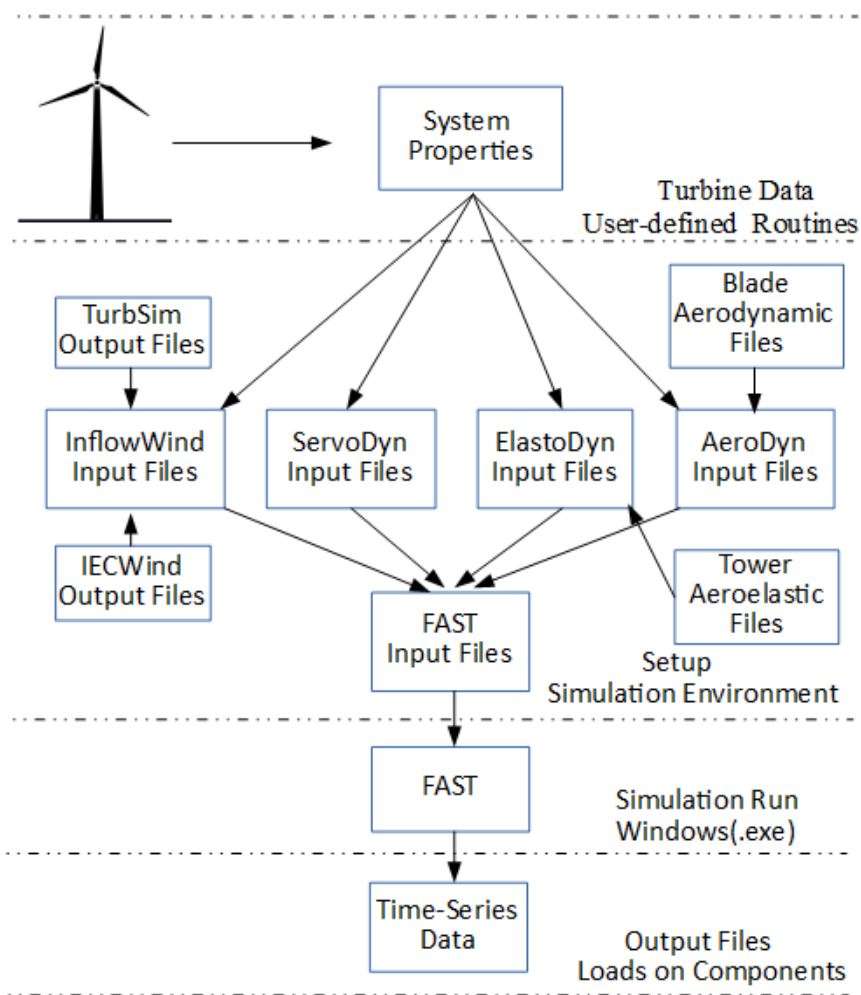 System
Properties
Turbine Data
User-defined Routines
TurbSim
Output Files
Blade
Aerodynamic
Files
InflowWind
Input Files
ServoDyn
Input Files
ElastoDyn
Input Files
AeroDyn
Input Files
IECWind
Output Files
Tower
Aeroelastic
Files
FAST
Input Files
Setup
Simulation Environment
FAST
Simulation Run
Windows(.exe)
Time-Series
Data
Output Files
Loads on Components